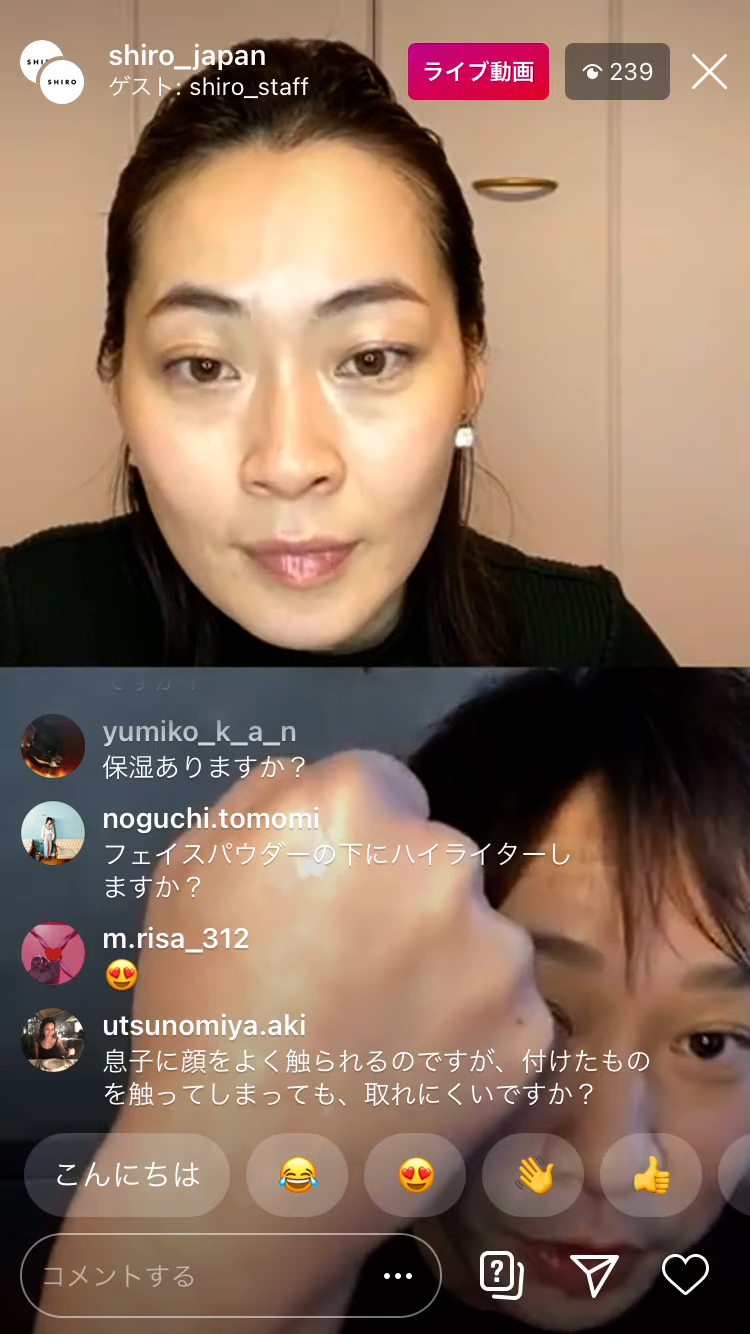 SHIRO
shiro_japan
ゲスト: shiro_staff
ライブ動画
239
ですか？
yumiko_k_a_n
保湿ありますか？
noguchi.tomomi
フェイスパウダーの下にハイライターし
ますか？
m.risa_312
😍
utsunomiya.aki
息子に顔をよく触られるのですが、付けたもの
を触ってしまっても、取れにくいですか？
こんにちは
😂
😍
👋
👍
コメントする
?